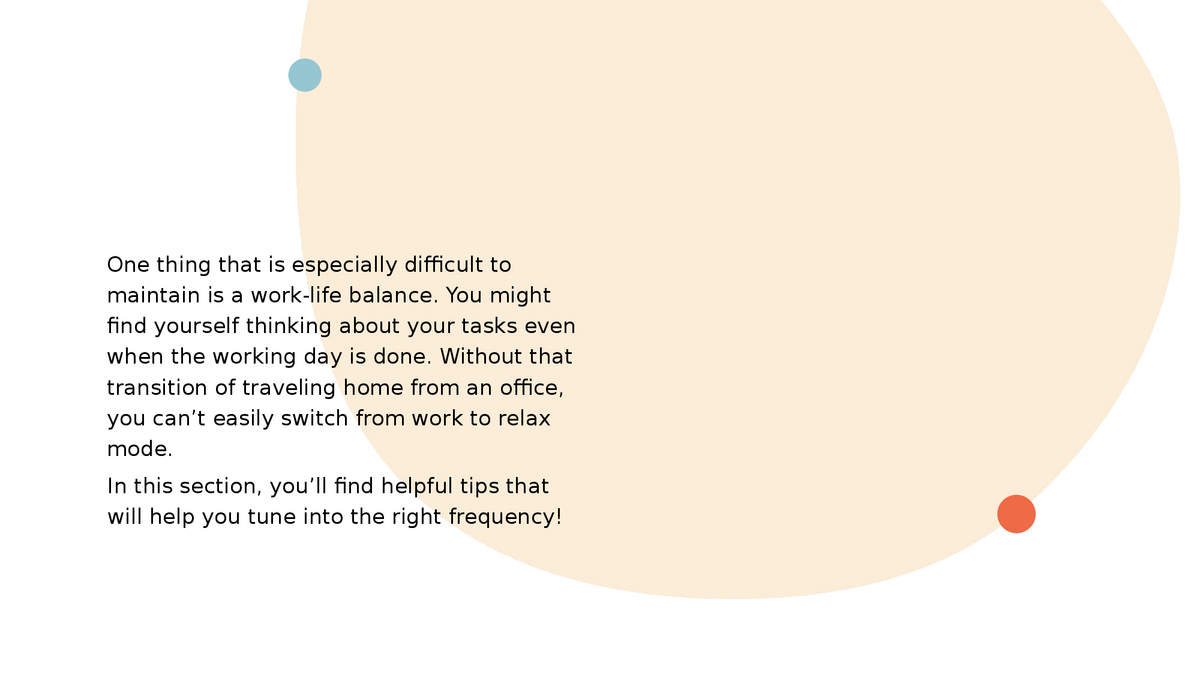 One thing that is especially difficult to
maintain is a work-life balance. You might
find yourself thinking about your tasks even
when the working day is done. Without that
transition of traveling home from an office,
you can’t easily switch from work to relax
mode.
In this section, you’ll find helpful tips that
will help you tune into the right frequency!